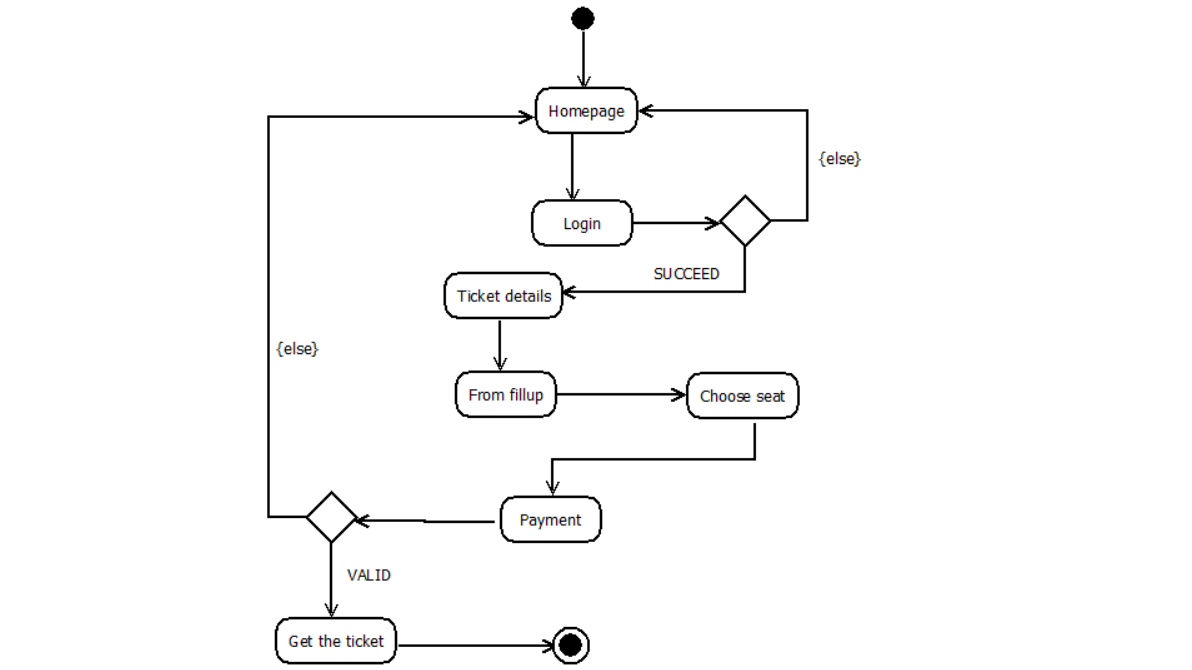 Homepage
{else}
Login
SUCCEED
Ticket details
{else}
From fillup
Choose seat
Payment
VALID
Get the ticket